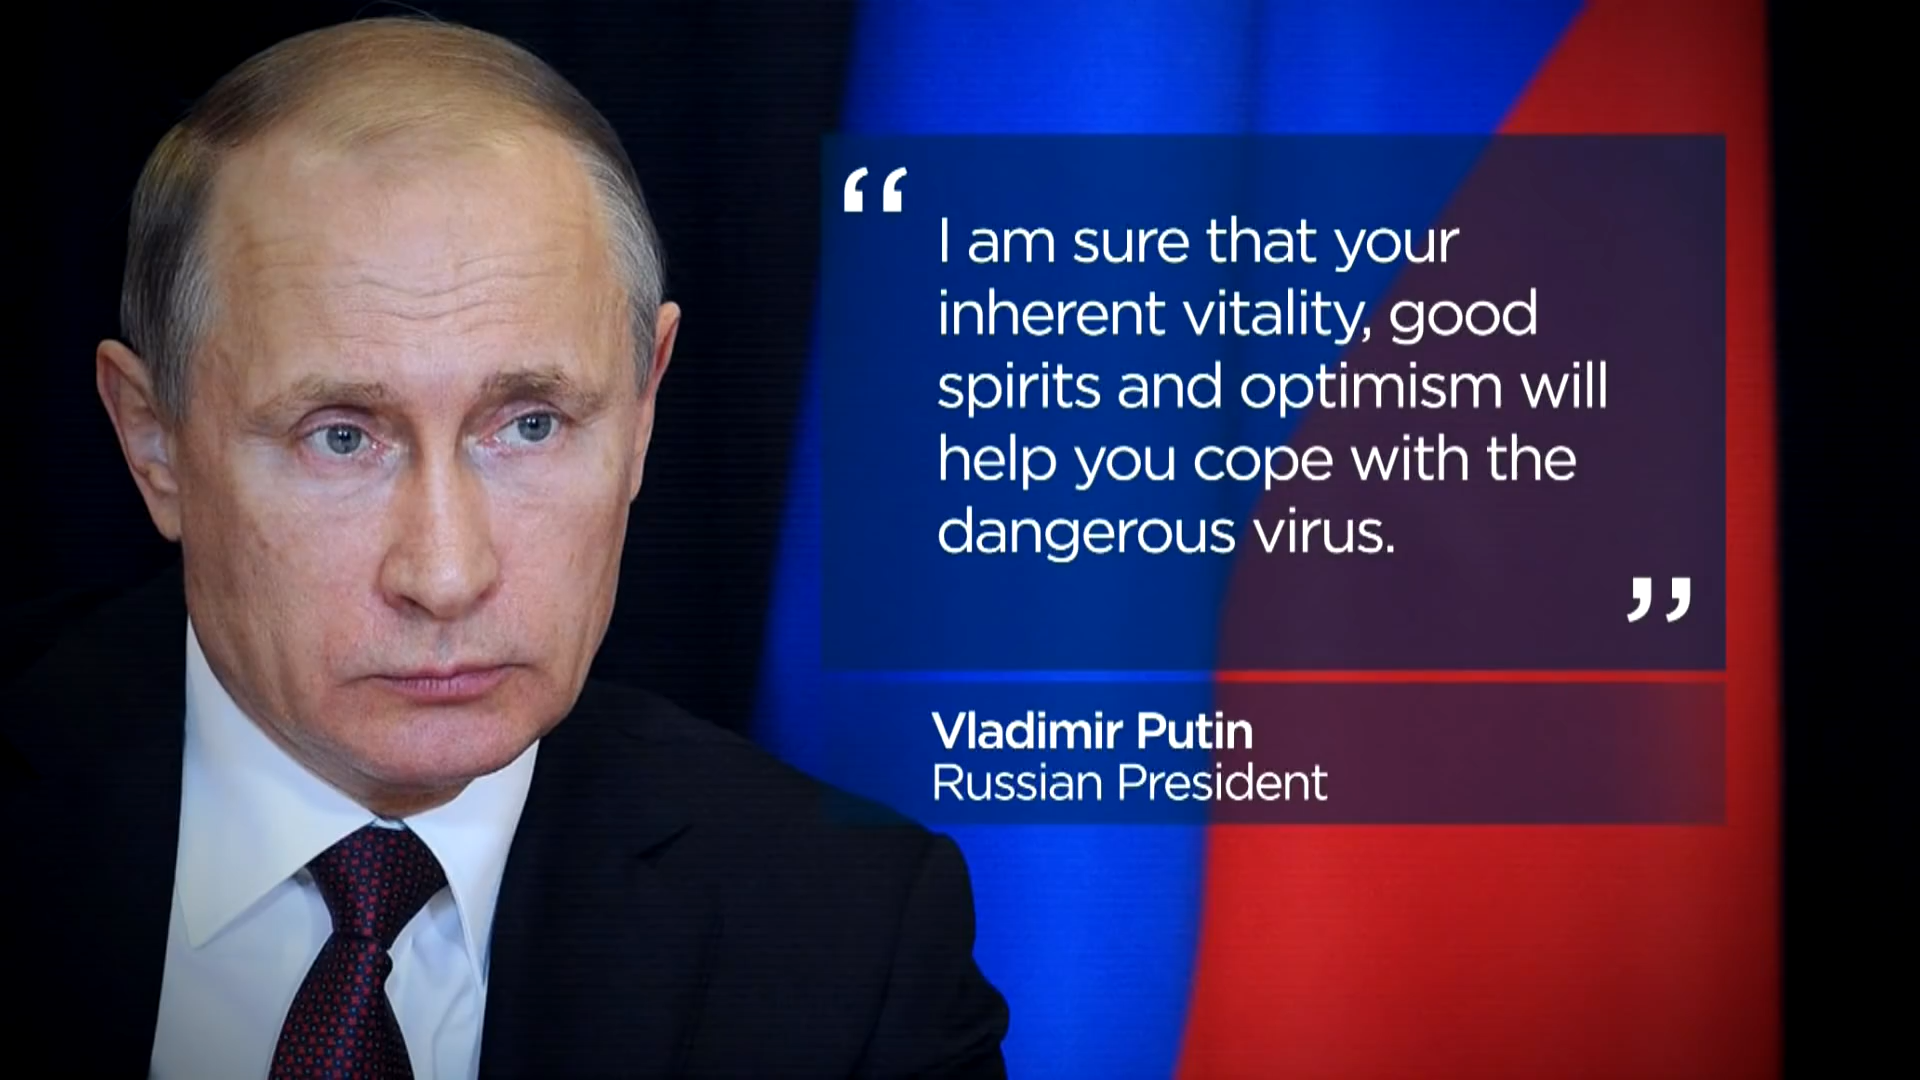 “
I am sure that your
inherent vitality, good
spirits and optimism will
help you cope with the
dangerous virus.
”
Vladimir Putin
Russian President